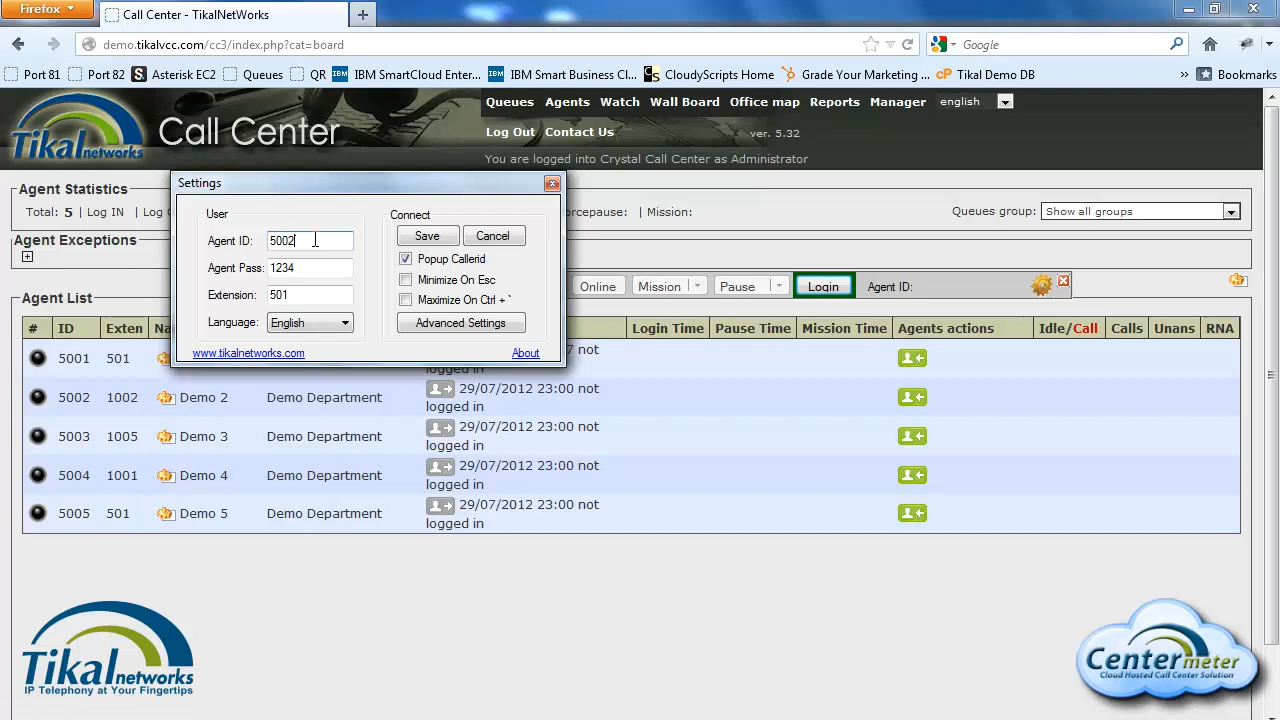 Firefox
Call Center - TikalNetWorks
demo.tikalvcc.com/cc3/index.php?cat=board
Google
Port 81 Port 82 Asterisk EC2 Queues QR IBM SmartCloud Enter... IBM Smart Business Cl... CloudyScripts Home Grade Your Marketing ... Tikal Demo DB » Bookmarks
Tikalnetworks Call Center
Queues Agents Watch Wall Board Office map Reports Manager english
Log Out Contact Us ver. 5.32
You are logged into Crystal Call Center as Administrator
Agent Statistics
Total: 5 | Log IN | Log
orcepause: | Mission:
Queues group: Show all groups
Agent Exceptions
Settings
User
Agent ID: 5002
Agent Pass: 1234
Extension: 501
Language: English
www.tikalnetworks.com
Connect
Save Cancel
Popup Callerid
Minimize On Esc
Maximize On Ctrl + `
Advanced Settings
About
Online Mission Pause Login Agent ID:
Agent List
# ID Exten Na Login Time Pause Time Mission Time Agents actions Idle/Call Calls Unans RNA
5001 501 not
logged in
5002 1002 Demo 2 Demo Department 29/07/2012 23:00 not
logged in
5003 1005 Demo 3 Demo Department 29/07/2012 23:00 not
logged in
5004 1001 Demo 4 Demo Department 29/07/2012 23:00 not
logged in
5005 501 Demo 5 Demo Department 29/07/2012 23:00 not
logged in
Tikalnetworks
IP Telephony at Your Fingertips
Centermeter
Cloud Hosted Call Center Solution